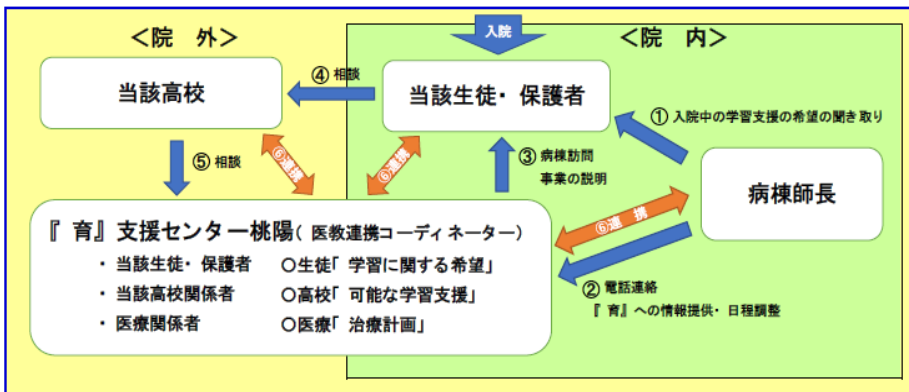 <院 外>
入院
<院 内>
当該高校
④相談
当該生徒・保護者
①入院中の学習支援の希望の聞き取り
⑤相談
⑥連携
⑥連携
③病棟訪問
事業の説明
病棟師長
⑥連携
『育』支援センター桃陽(医教連携コーディネーター)
・当該生徒・保護者 ○生徒「学習に関する希望」
・当該高校関係者 ○高校「可能な学習支援」
・医療関係者 ○医療「治療計画」
②電話連絡
『育』への情報提供・日程調整